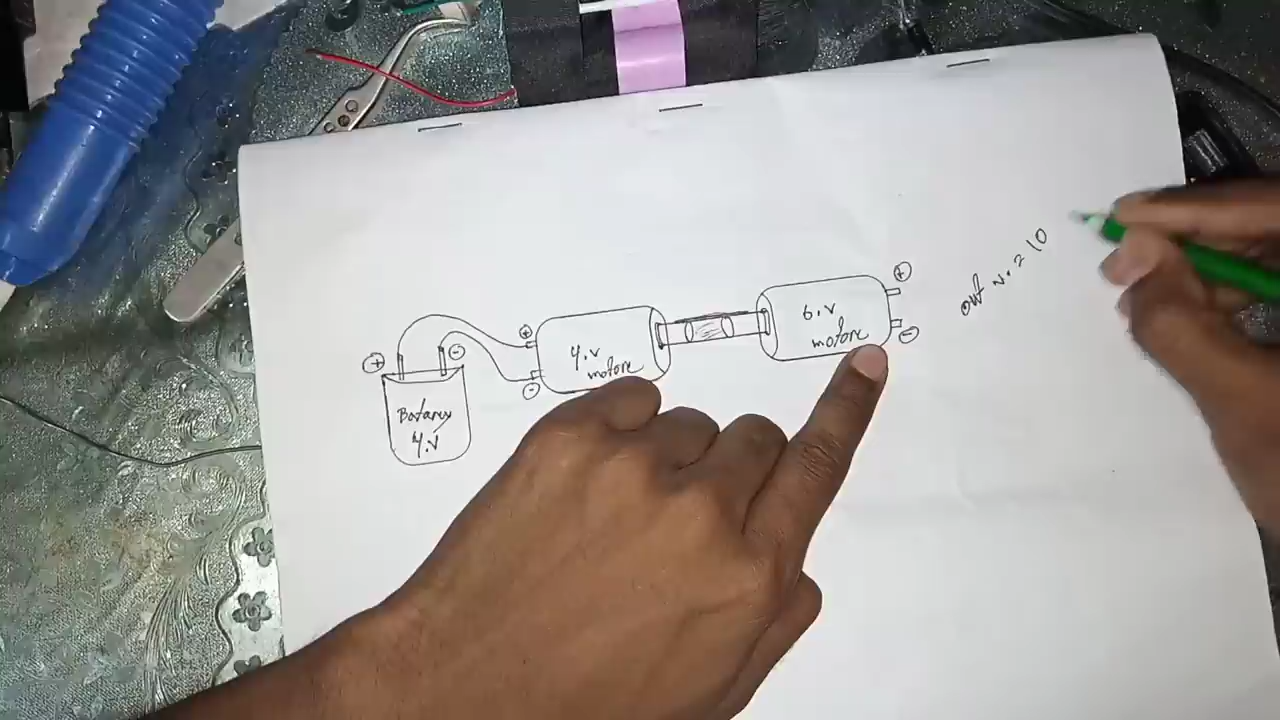 Batary
4.V
4.V
motore
6.V
motore
out v. = 10
+
-
+
-
+
-